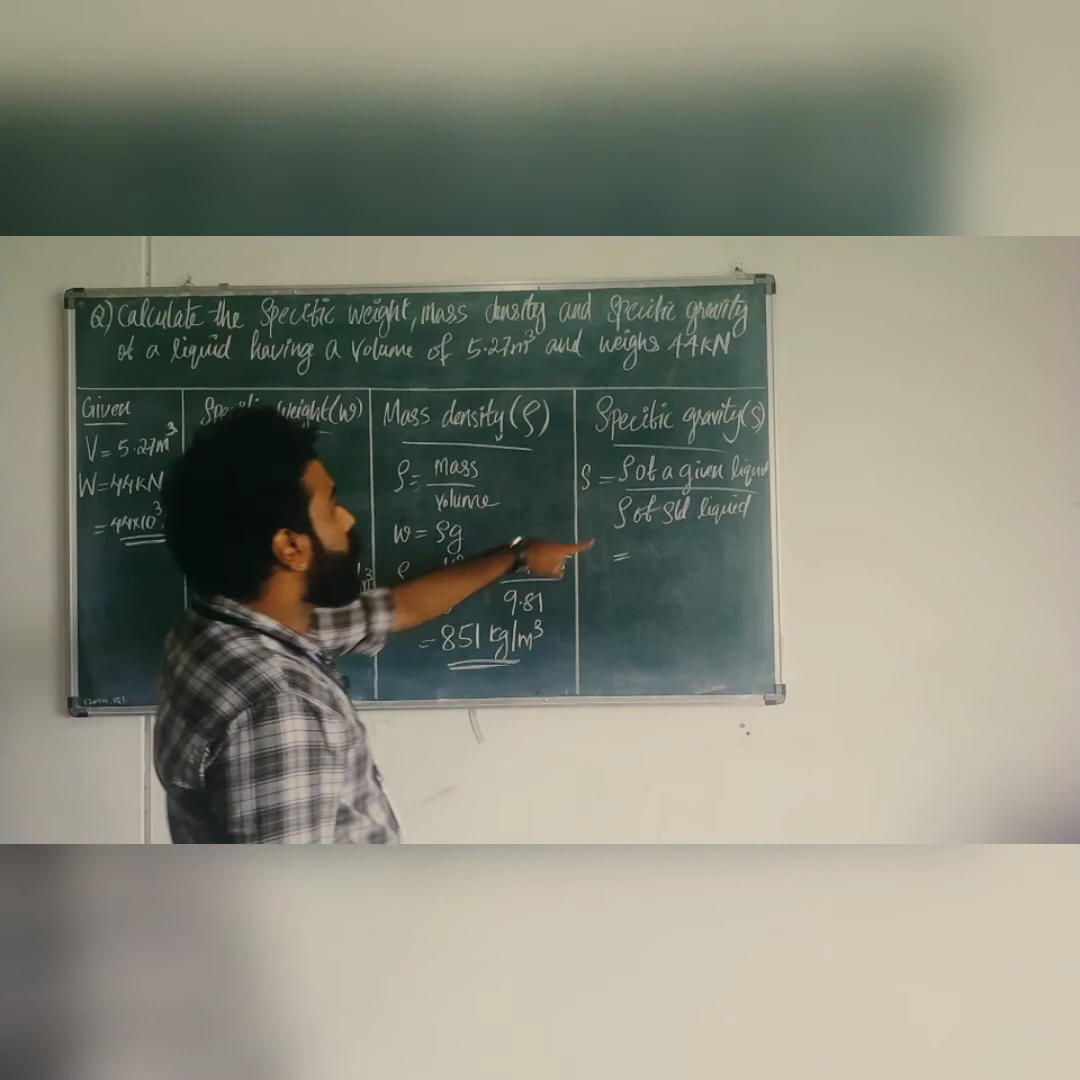 Q) Calculate the Specific weight, mass density and specific gravity
of a liquid having a volume of 5.27m³ and weighs 44kN
Given
V = 5.27m³
W = 44kN
= 44x10³
weight(w)
Mass density(ρ)
ρ = mass
volume
w = ρg
9.81
= 851 kg/m³
Specific gravity(S)
S = ρ of a given liquid
ρ of std liquid
=